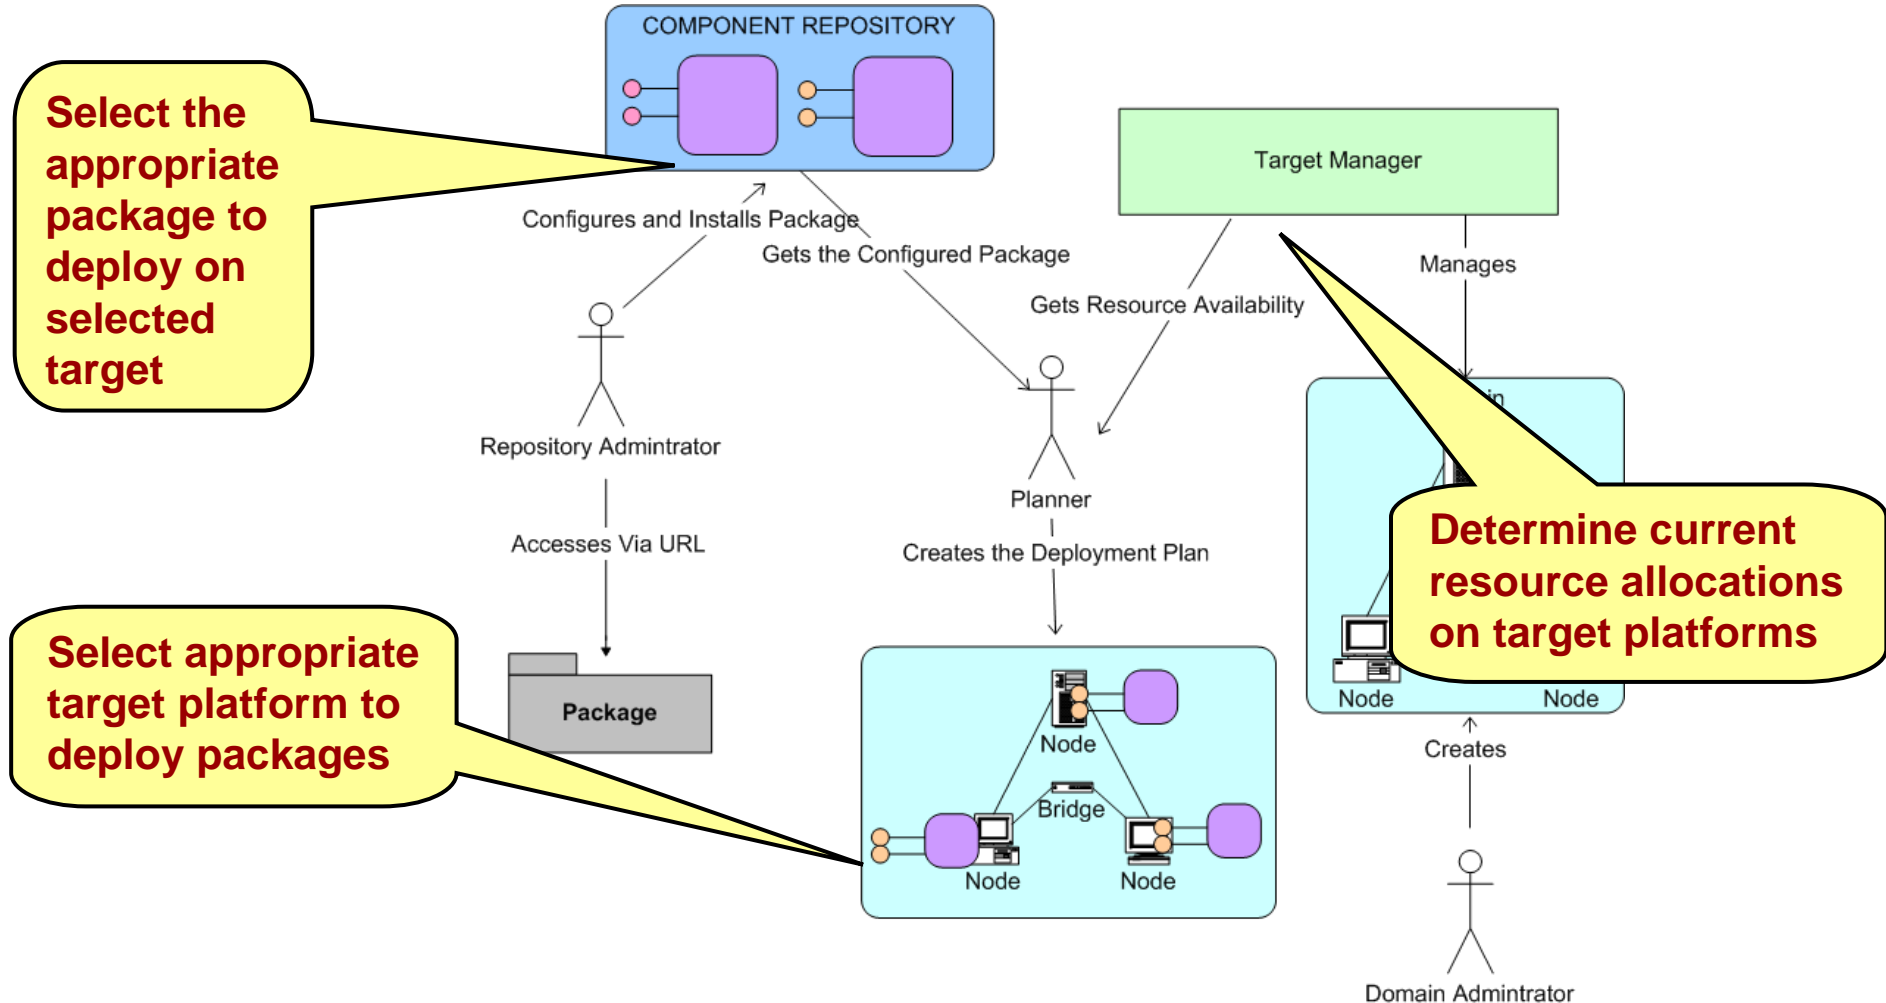 COMPONENT REPOSITORY
Select the
appropriate
package to
deploy on
selected
target
Target Manager
Configures and Installs Package
Gets the Configured Package
Manages
Gets Resource Availability
Repository Admintrator
Planner
Accesses Via URL
Creates the Deployment Plan
Determine current
resource allocations
on target platforms
Select appropriate
target platform to
deploy packages
Package
Node
Node
Node
Bridge
Node
Node
Creates
Domain Admintrator